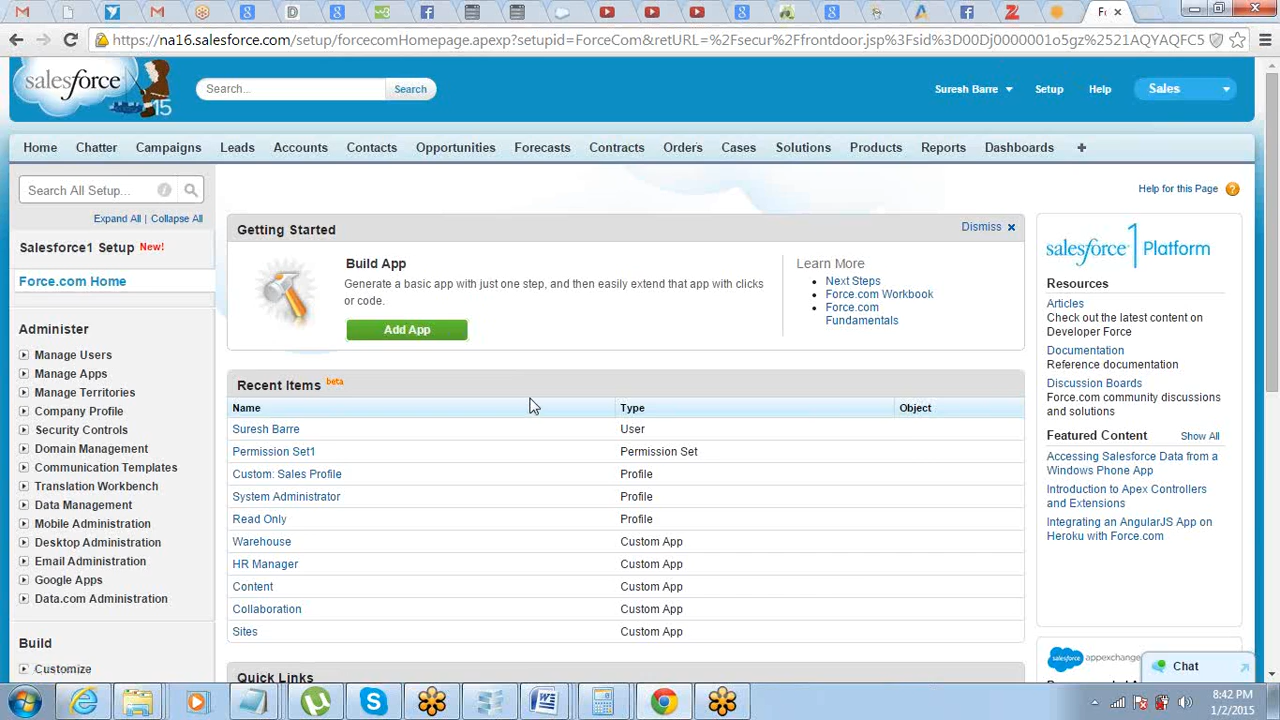 https://na16.salesforce.com/setup/forcecomHomepage.apexp?setupid=ForceCom&retURL=%2Fsecur%2Frontdoor.jsp%3Fsid%3D00Dj0000001o5gz%2521AQYAQFC5
salesforce
15
Search...
Search
Suresh Barre
Setup
Help
Sales
Home
Chatter
Campaigns
Leads
Accounts
Contacts
Opportunities
Forecasts
Contracts
Orders
Cases
Solutions
Products
Reports
Dashboards
Search All Setup...
Expand All | Collapse All
Salesforce1 Setup New!
Force.com Home
Administer
Manage Users
Manage Apps
Manage Territories
Company Profile
Security Controls
Domain Management
Communication Templates
Translation Workbench
Data Management
Mobile Administration
Desktop Administration
Email Administration
Google Apps
Data.com Administration
Build
Customize
Help for this Page
Getting Started
Dismiss
Build App
Generate a basic app with just one step, and then easily extend that app with clicks
or code.
Add App
Learn More
Next Steps
Force.com Workbook
Force.com
Fundamentals
Recent Items beta
Name Type Object
Suresh Barre User
Permission Set1 Permission Set
Custom: Sales Profile Profile
System Administrator Profile
Read Only Profile
Warehouse Custom App
HR Manager Custom App
Content Custom App
Collaboration Custom App
Sites Custom App
Quick Links
salesforce1 Platform
Resources
Articles
Check out the latest content on
Developer Force
Documentation
Reference documentation
Discussion Boards
Force.com community discussions
and solutions
Featured Content Show All
Accessing Salesforce Data from a
Windows Phone App
Introduction to Apex Controllers
and Extensions
Integrating an AngularJS App on
Heroku with Force.com
salesforce appexchange
Chat
8:42 PM
1/2/2015